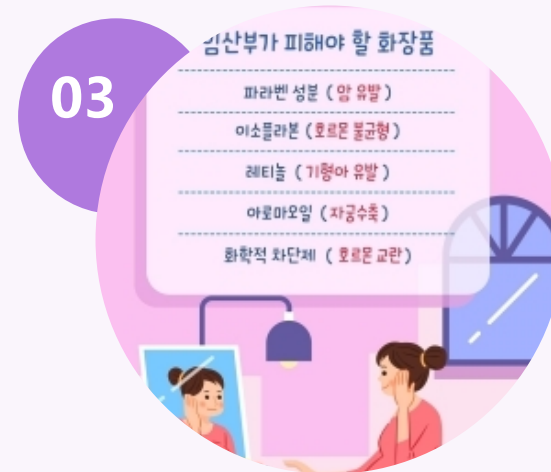 03
임산부가 피해야 할 화장품
파라벤 성분 ( 암 유발 )
이소플라본 ( 호르몬 불균형 )
레티놀 ( 기형아 유발 )
아로마오일 ( 자궁수축 )
화학적 차단제 ( 호르몬 교란 )